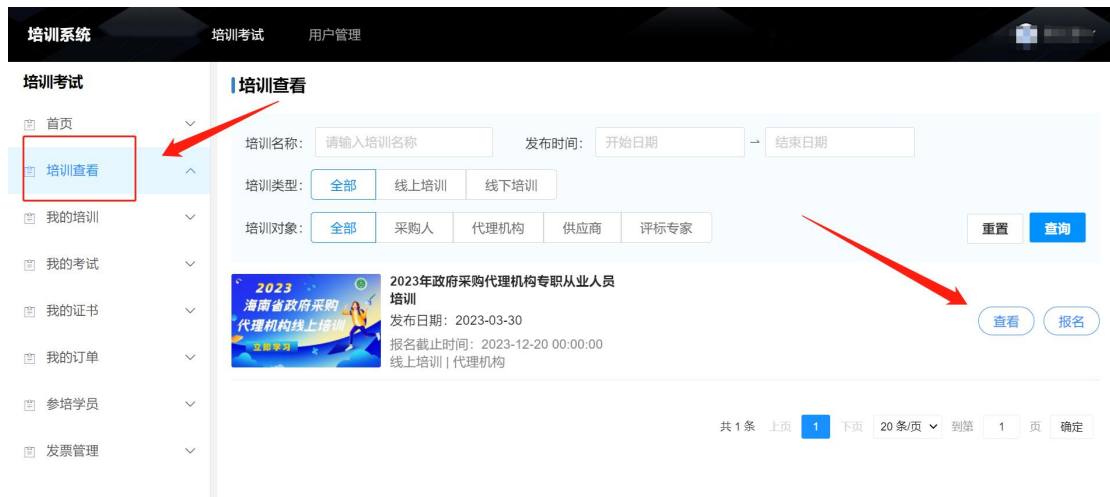 培训系统 培训考试 用户管理
培训考试
首页
培训查看
我的培训
我的考试
我的证书
我的订单
参培学员
发票管理
培训查看
培训名称： 请输入培训名称 发布时间： 开始日期 → 结束日期
培训类型： 全部 线上培训 线下培训
培训对象： 全部 采购人 代理机构 供应商 评标专家 重置 查询
2023
海南省政府采购
代理机构线上培训
立即学习
2023年政府采购代理机构专职从业人员
培训
发布日期：2023-03-30
报名截止时间：2023-12-20 00:00:00
线上培训 | 代理机构
查看 报名
共 1 条 上页 1 下页 20 条/页 到第 1 页 确定